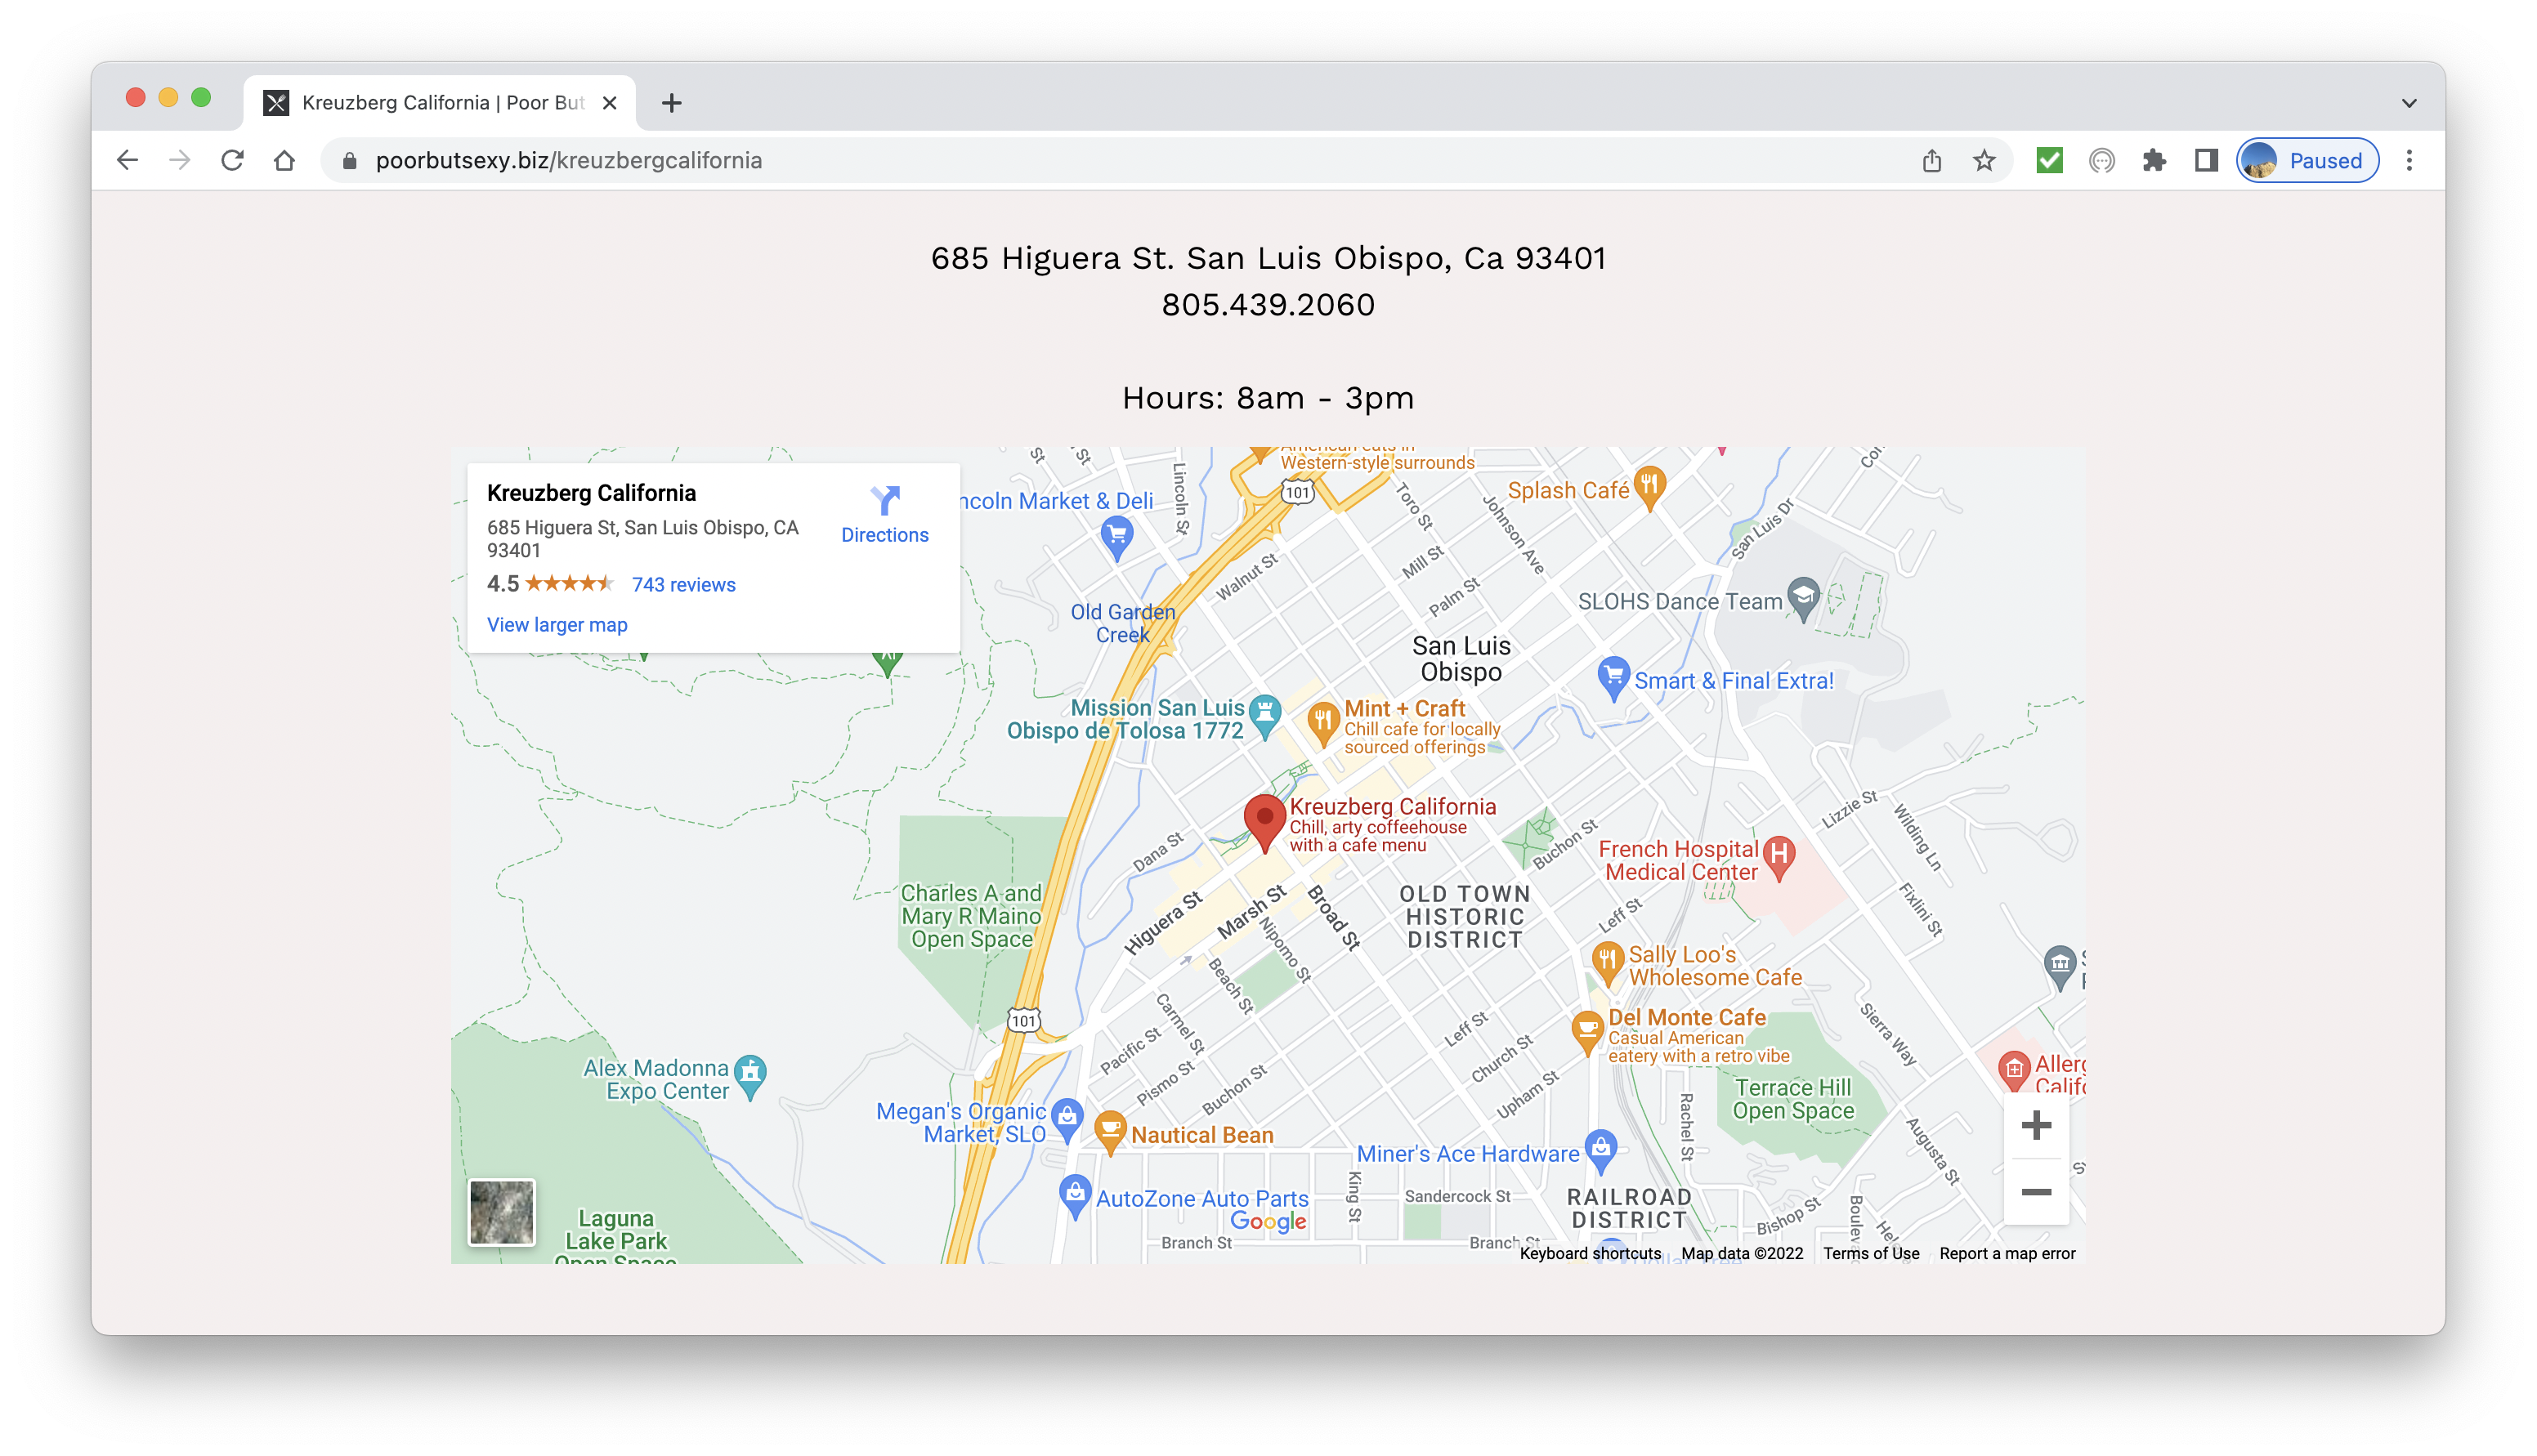 Kreuzberg California | Poor But
poorbutsexy.biz/kreuzbergcalifornia
Paused
685 Higuera St. San Luis Obispo, Ca 93401
805.439.2060
Hours: 8am - 3pm
Kreuzberg California
685 Higuera St, San Luis Obispo, CA
93401
4.5
743 reviews
View larger map
Directions
St
St
Lincoln St
American eats in
Western-style surrounds
101
ncoln Market & Deli
Toro St
Johnson Ave
Splash Café
San Luis Dr
Walnut St
Mill St
Palm St
SLOHS Dance Team
Old Garden
Creek
San Luis
Obispo
Smart & Final Extra!
Mission San Luis
Obispo de Tolosa 1772
Mint + Craft
Chill cafe for locally
sourced offerings
Kreuzberg California
Chill, arty coffeehouse
with a cafe menu
Dana St
Buchon St
Lizzie St
Wilding Ln
French Hospital
Medical Center
Charles A and
Mary R Maino
Open Space
Higuera St
Marsh St
Broad St
Nipomo St
OLD TOWN
HISTORIC
DISTRICT
Leff St
Fixlini St
Sally Loo's
Wholesome Cafe
Beach St
Carmel St
101
Pacific St
Pismo St
Buchon St
Leff St
Church St
Upham St
Del Monte Cafe
Casual American
eatery with a retro vibe
Sierra Way
Alex Madonna
Expo Center
Terrace Hill
Open Space
Megan's Organic
Market, SLO
Nautical Bean
Rachel St
Augusta St
Miner's Ace Hardware
AutoZone Auto Parts
King St
Sandercock St
RAILROAD
DISTRICT
Bishop St
Laguna
Lake Park
Open Space
Google
Branch St
Branch St
Keyboard shortcuts
Map data ©2022
Terms of Use
Report a map error